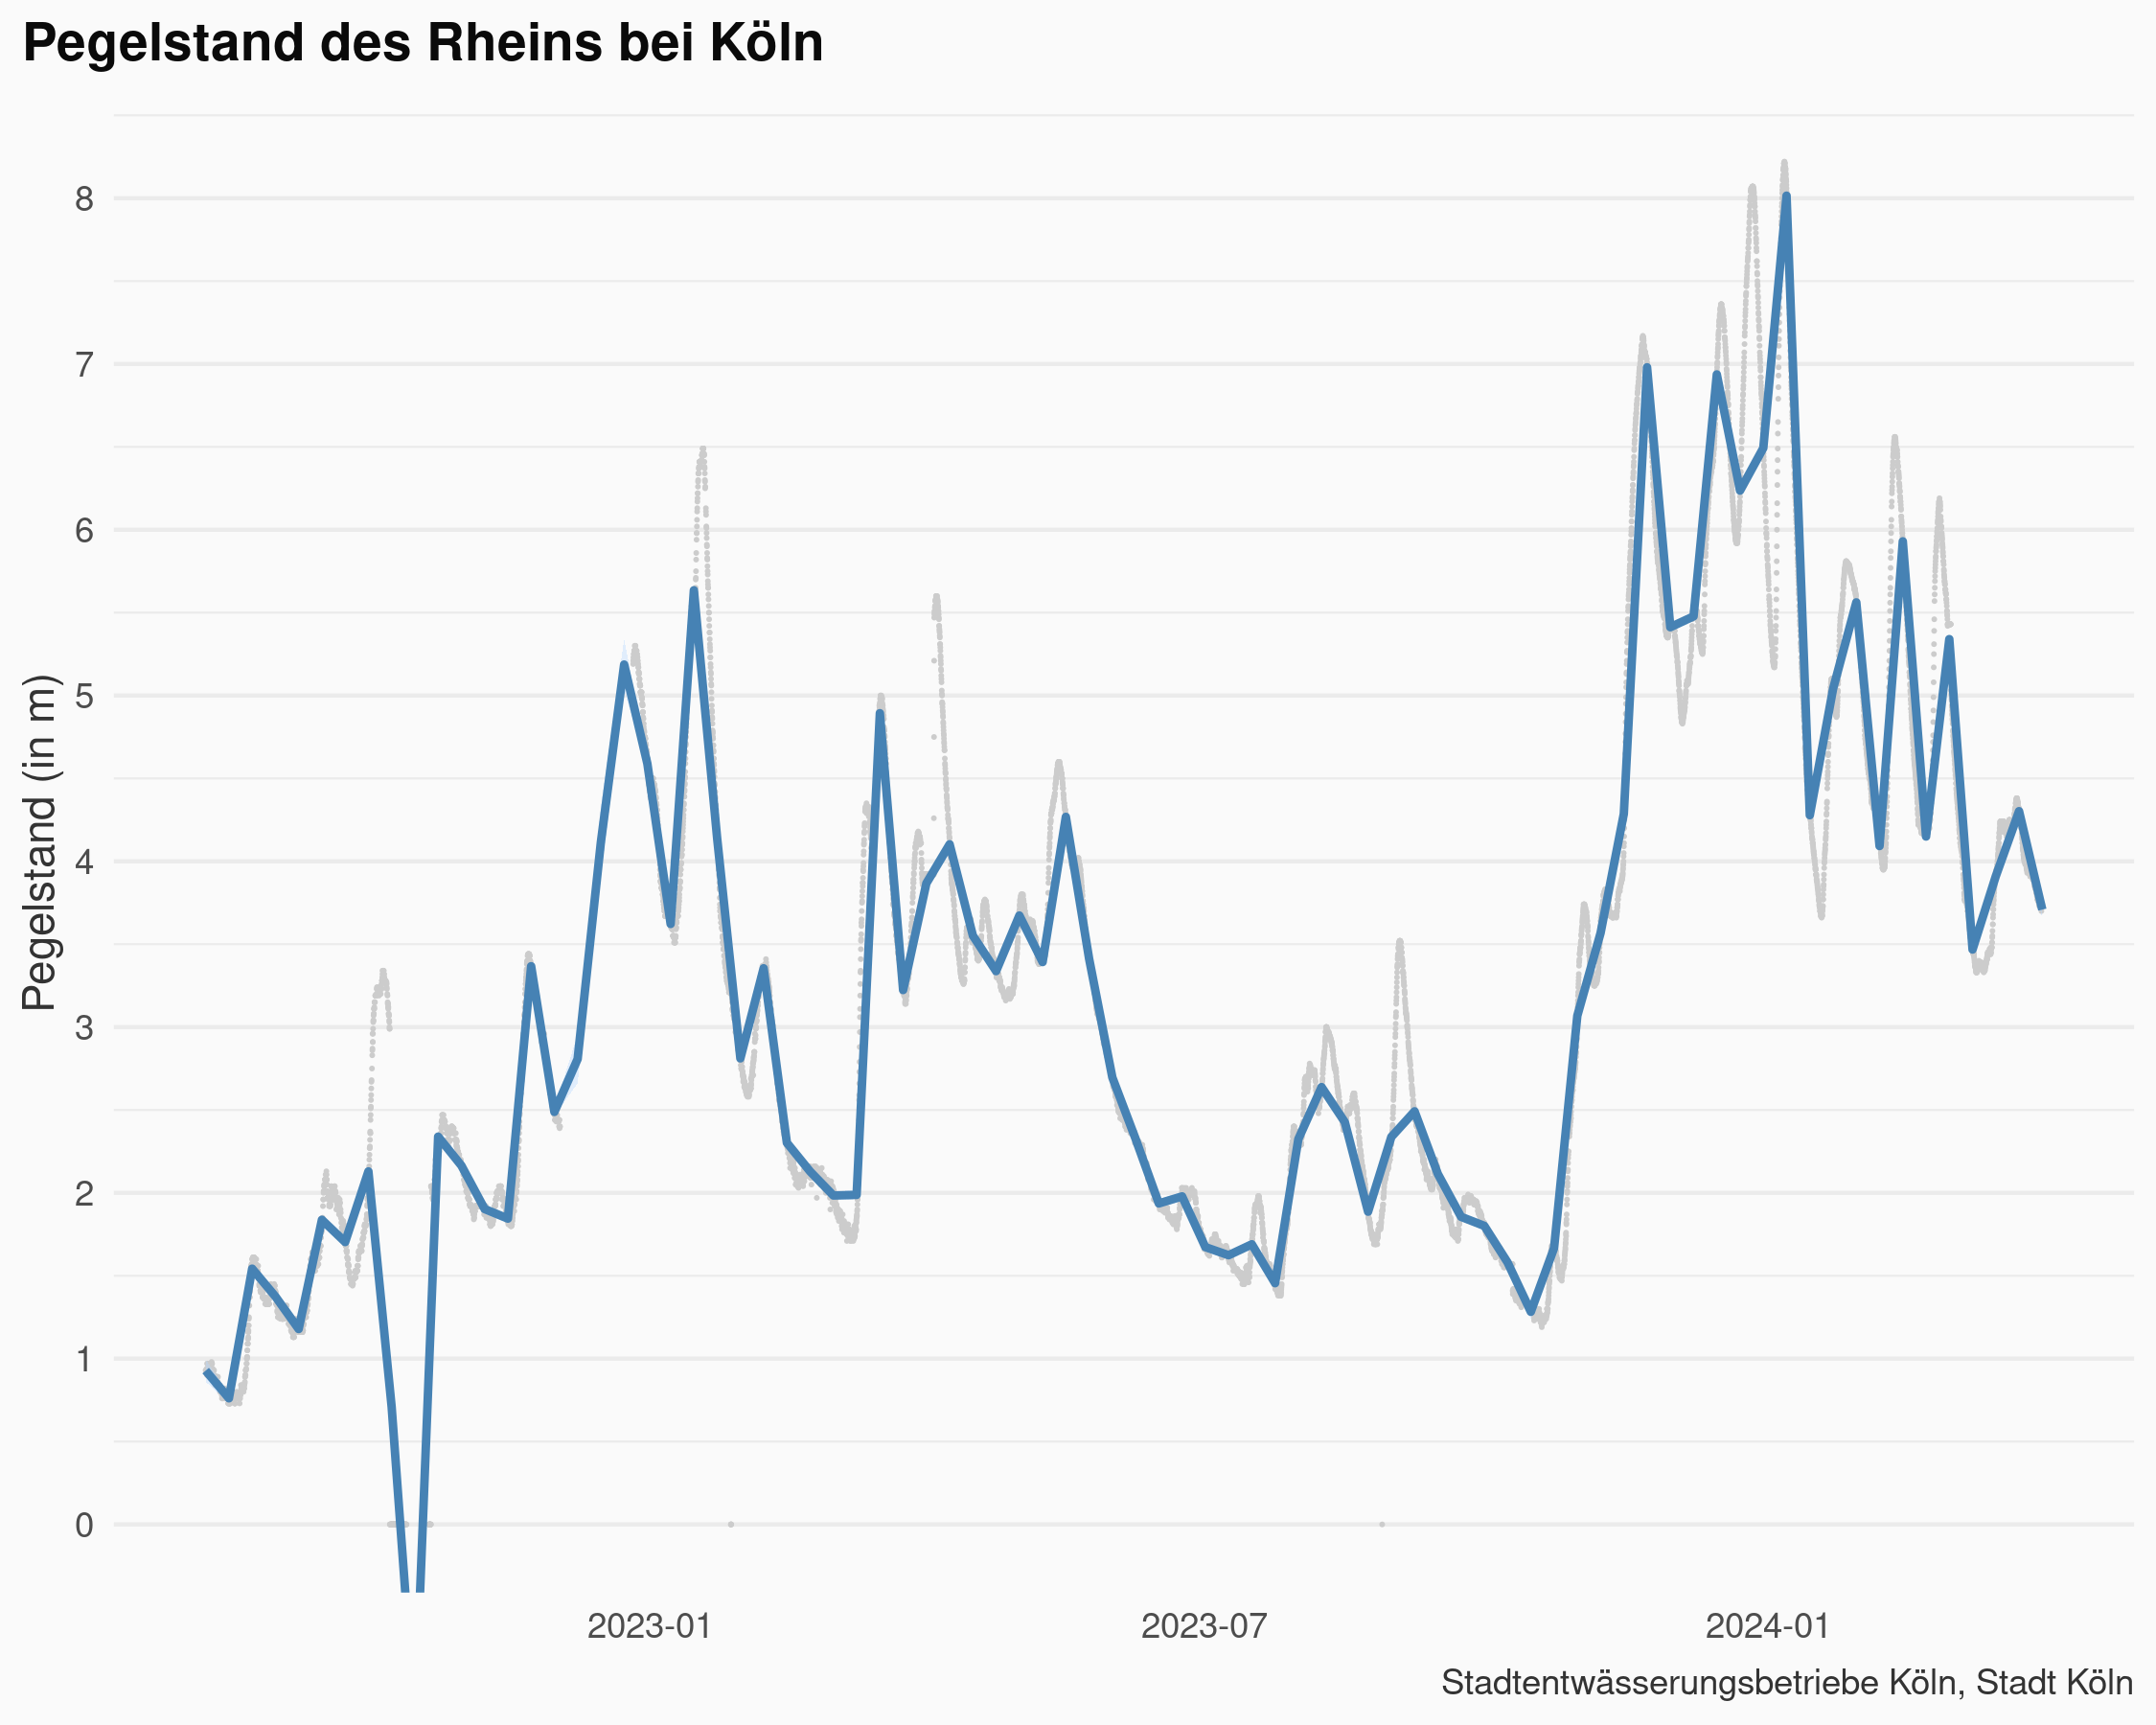 Pegelstand des Rheins bei Köln
Pegelstand (in m)
8
7
6
5
4
3
2
1
0
2023-01 2023-07 2024-01
Stadtentwässerungsbetriebe Köln, Stadt Köln